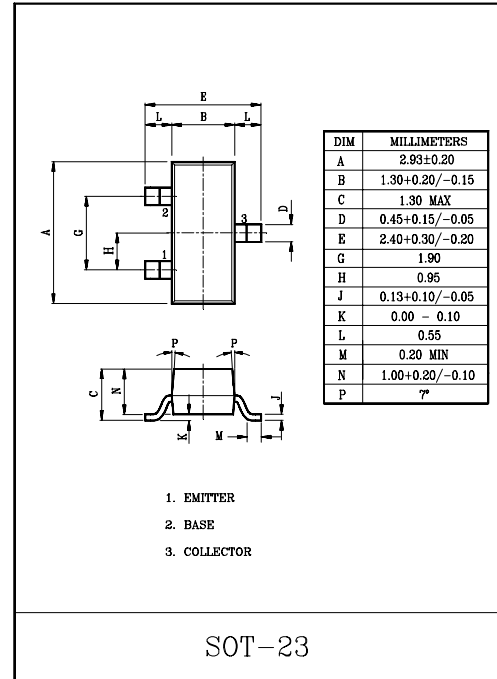 E
L B L
A
G
H
2
1
3
D
DIM MILLIMETERS
A 2.93±0.20
B 1.30+0.20/-0.15
C 1.30 MAX
D 0.45+0.15/-0.05
E 2.40+0.30/-0.20
G 1.90
H 0.95
J 0.13+0.10/-0.05
K 0.00 - 0.10
L 0.55
M 0.20 MIN
N 1.00+0.20/-0.10
P 7°
P P
C
N
K
M
J
1. EMITTER
2. BASE
3. COLLECTOR
SOT-23